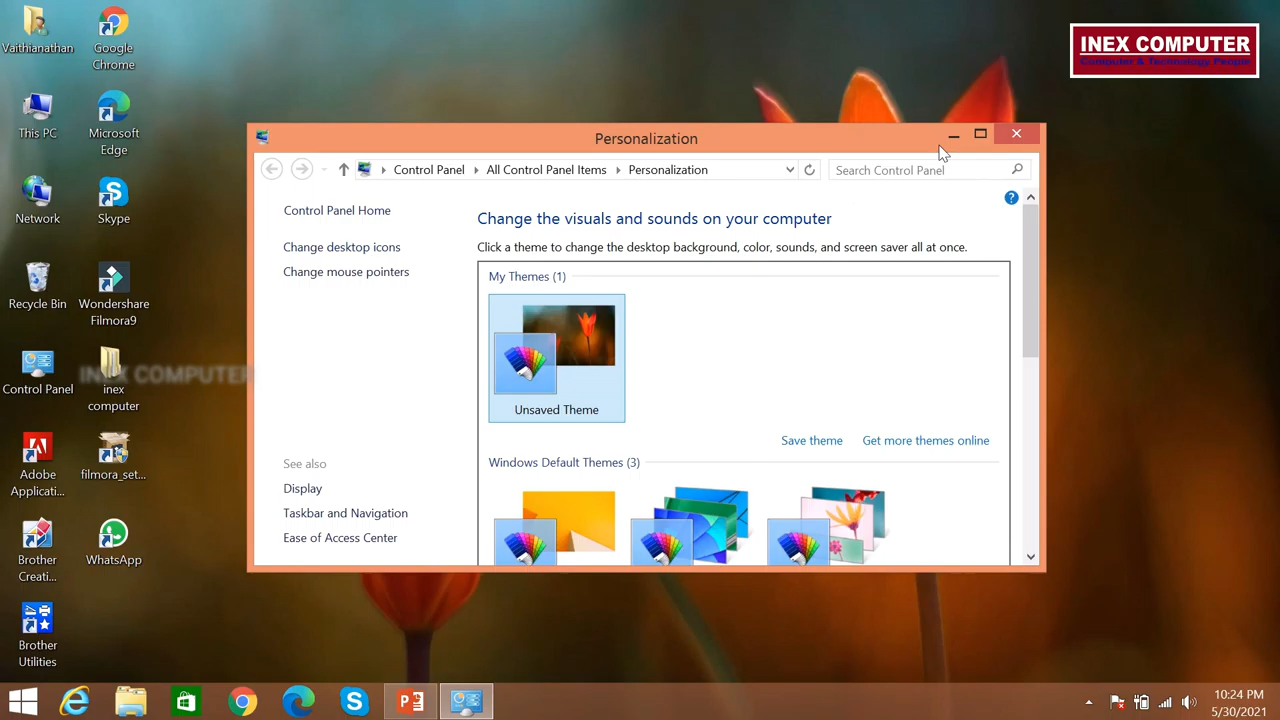 Vaithianathan
Google
Chrome
This PC
Microsoft
Edge
Network
Skype
Recycle Bin
Wondershare
Filmora9
Control Panel
inex
computer
Adobe
Applicati...
filmora_set...
Brother
Creati...
WhatsApp
Brother
Utilities
INEX COMPUTER
Computer & Technology People
INEX COMPUTER
Personalization
Control Panel
All Control Panel Items
Personalization
Search Control Panel
Control Panel Home
Change desktop icons
Change mouse pointers
See also
Display
Taskbar and Navigation
Ease of Access Center
Change the visuals and sounds on your computer
Click a theme to change the desktop background, color, sounds, and screen saver all at once.
My Themes (1)
Unsaved Theme
Save theme
Get more themes online
Windows Default Themes (3)
10:24 PM
5/30/2021